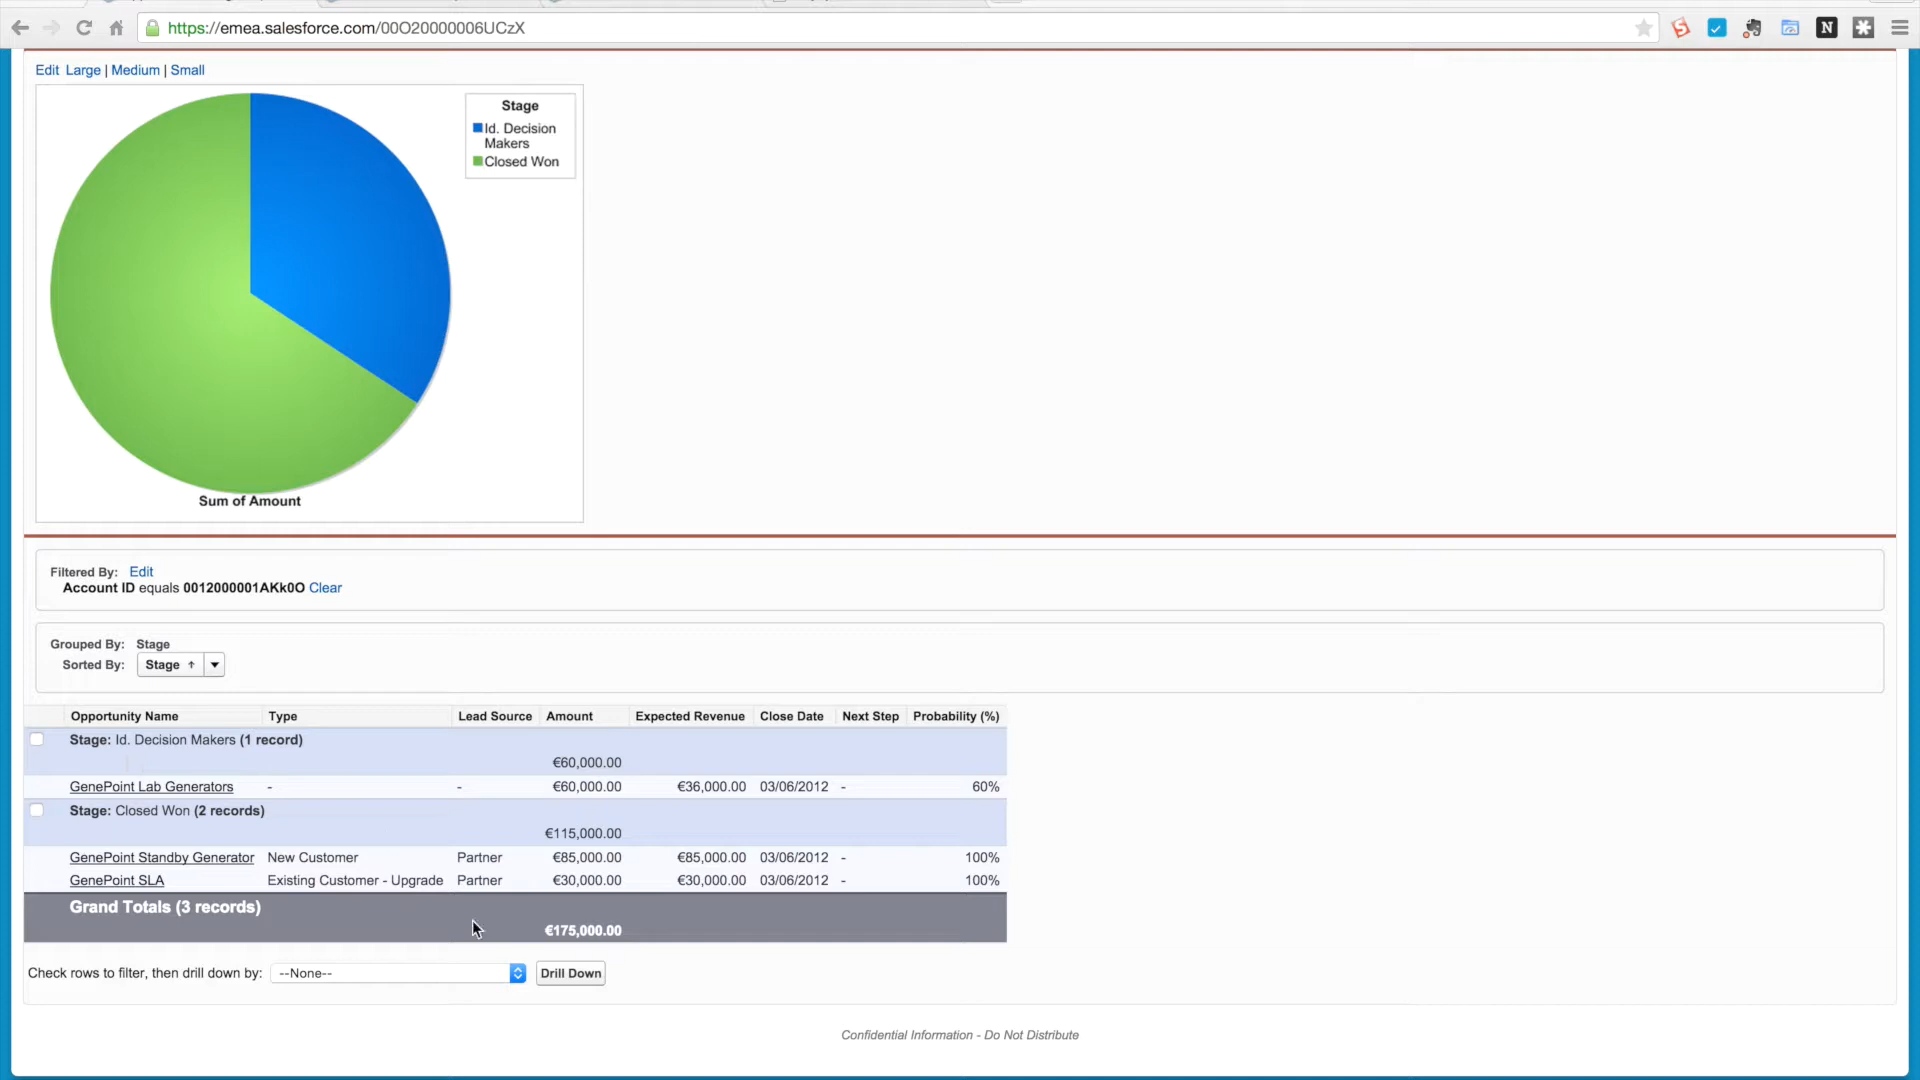 https://emea.salesforce.com/00O20000006UCzX
Edit Large | Medium | Small
Stage
Id. Decision
Makers
Closed Won
Sum of Amount
Filtered By: Edit
Account ID equals 0012000001AKk0O Clear
Grouped By: Stage
Sorted By: Stage ↑
Opportunity Name Type Lead Source Amount Expected Revenue Close Date Next Step Probability (%)
Stage: Id. Decision Makers (1 record)
€60,000.00
GenePoint Lab Generators - - €60,000.00 €36,000.00 03/06/2012 - 60%
Stage: Closed Won (2 records)
€115,000.00
GenePoint Standby Generator New Customer Partner €85,000.00 €85,000.00 03/06/2012 - 100%
GenePoint SLA Existing Customer - Upgrade Partner €30,000.00 €30,000.00 03/06/2012 - 100%
Grand Totals (3 records)
€175,000.00
Check rows to filter, then drill down by: --None-- Drill Down
Confidential Information - Do Not Distribute